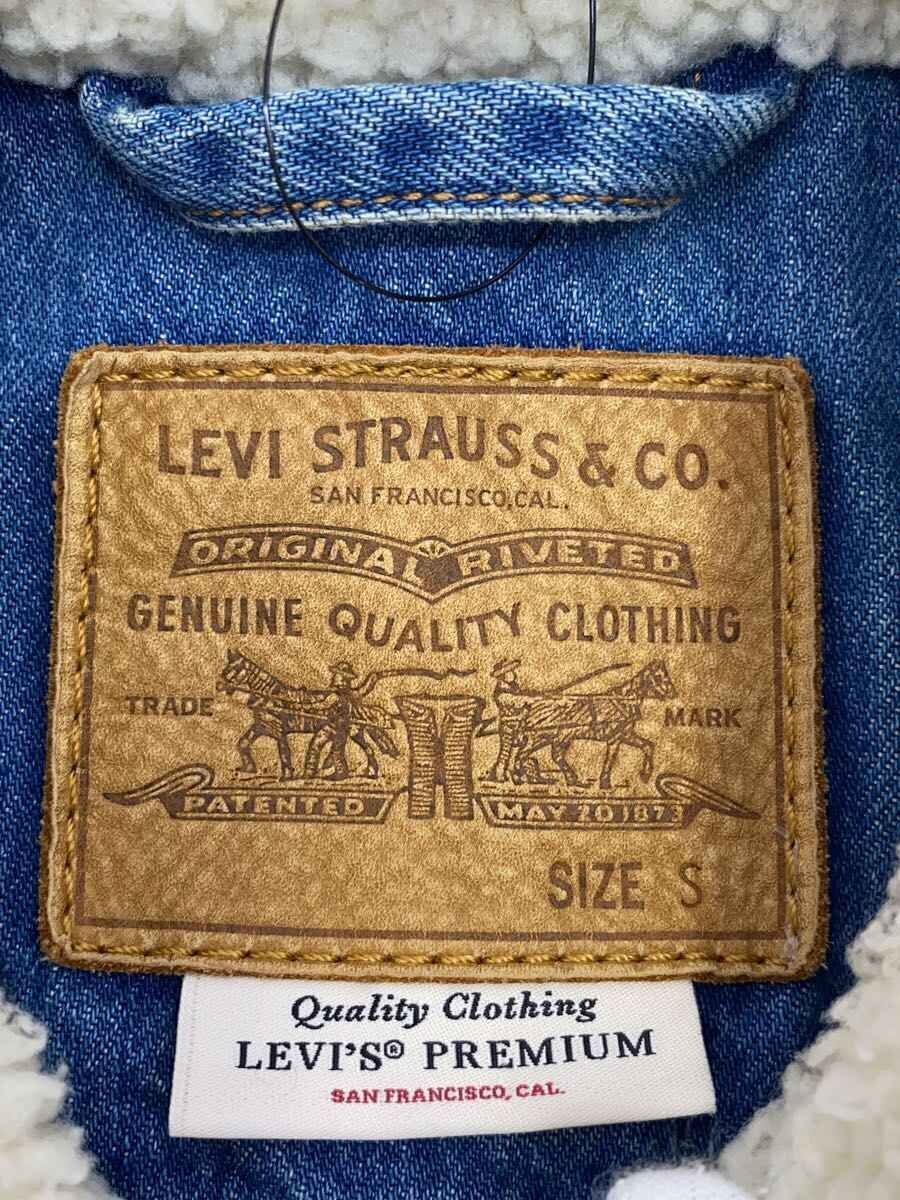 LEVI STRAUSS & CO.
SAN FRANCISCO, CAL.
ORIGINAL RIVETED
GENUINE QUALITY CLOTHING
TRADE MARK
PATENTED MAY 20 1873
SIZE S
Quality Clothing
LEVI'S® PREMIUM
SAN FRANCISCO, CAL.